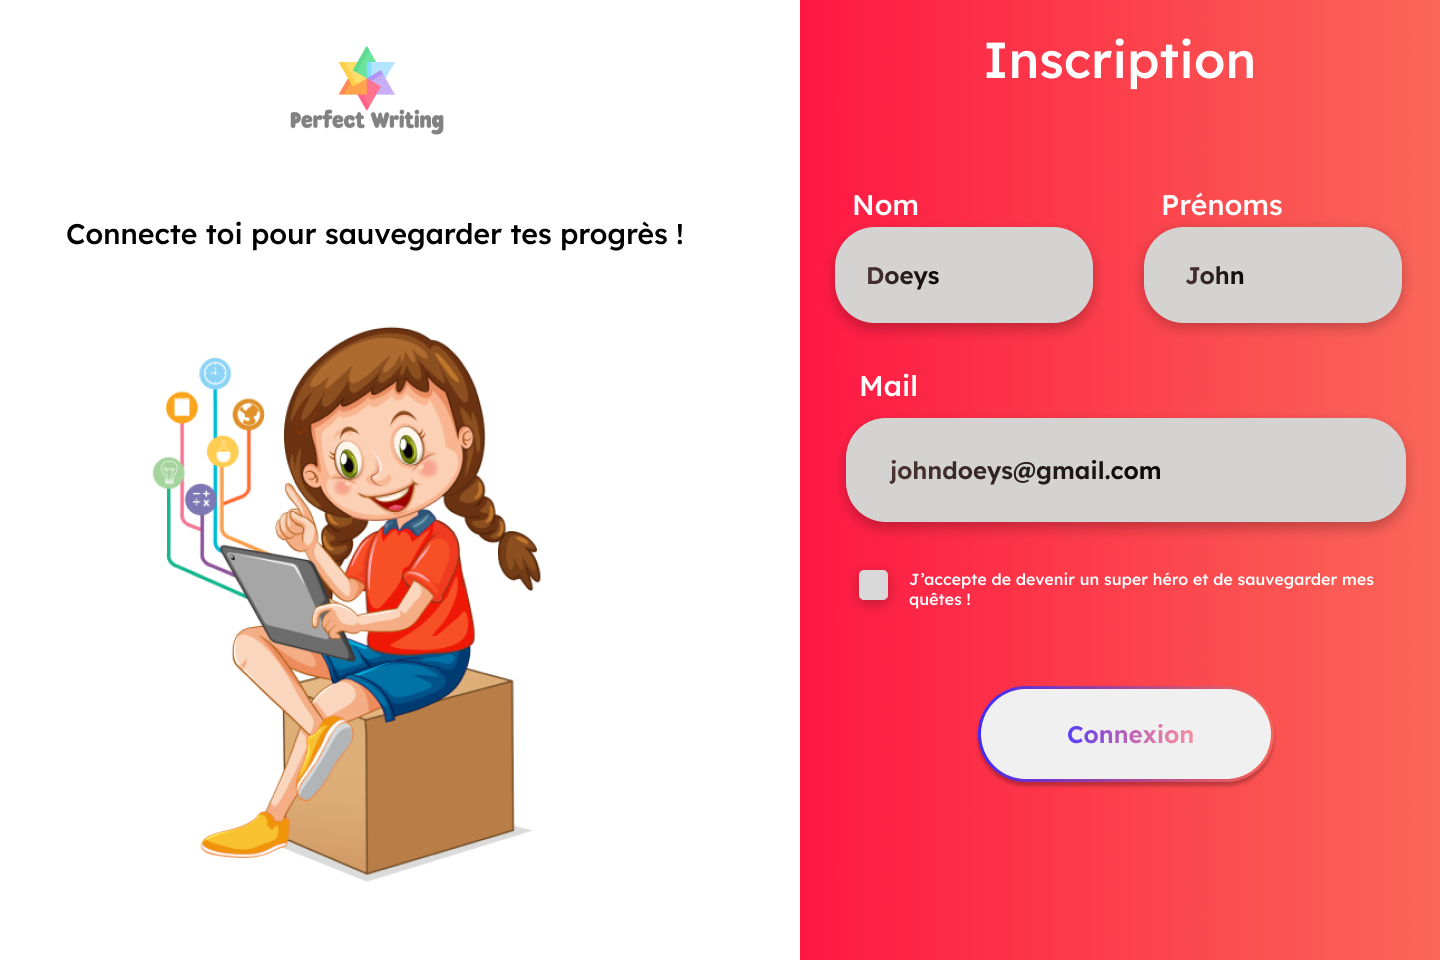 Perfect Writing
Connecte toi pour sauvegarder tes progrès !
Inscription
Nom
Prénoms
Doeys
John
Mail
johndoeys@gmail.com
J’accepte de devenir un super héro et de sauvegarder mes
quêtes !
Connexion